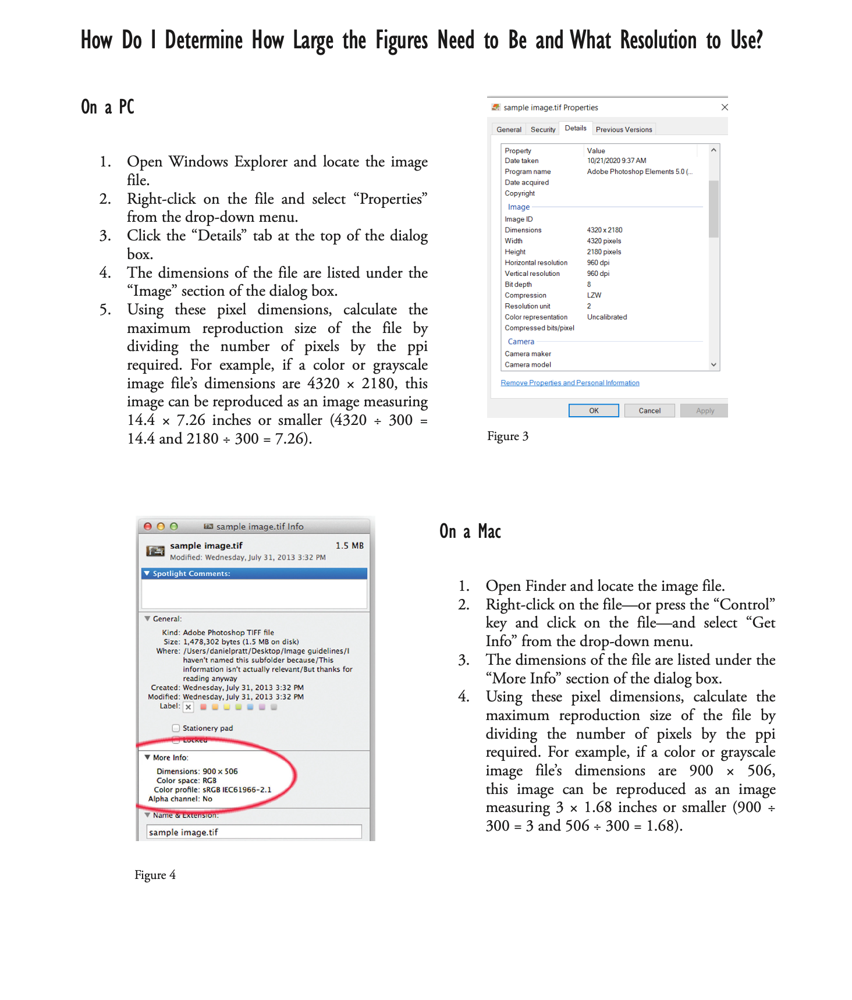 How Do I Determine How Large the Figures Need to Be and What Resolution to Use?
On a PC
1. Open Windows Explorer and locate the image
file.
2. Right-click on the file and select “Properties”
from the drop-down menu.
3. Click the “Details” tab at the top of the dialog
box.
4. The dimensions of the file are listed under the
“Image” section of the dialog box.
5. Using these pixel dimensions, calculate the
maximum reproduction size of the file by
dividing the number of pixels by the ppi
required. For example, if a color or grayscale
image file’s dimensions are 4320 × 2180, this
image can be reproduced as an image measuring
14.4 × 7.26 inches or smaller (4320 ÷ 300 =
14.4 and 2180 ÷ 300 = 7.26).
sample image.tif Properties
General Security Details Previous Versions
Property Value
Date taken 10/21/2020 9:37 AM
Program name Adobe Photoshop Elements 5.0 (...
Date acquired
Copyright
Image
Image ID
Dimensions 4320 x 2180
Width 4320 pixels
Height 2180 pixels
Horizontal resolution 960 dpi
Vertical resolution 960 dpi
Bit depth 8
Compression LZW
Resolution unit 2
Color representation Uncalibrated
Compressed bits/pixel
Camera
Camera maker
Camera model
Remove Properties and Personal Information
OK Cancel Apply
Figure 3
sample image.tif Info
sample image.tif 1.5 MB
Modified: Wednesday, July 31, 2013 3:32 PM
Spotlight Comments:
General:
Kind: Adobe Photoshop TIFF file
Size: 1,478,302 bytes (1.5 MB on disk)
Where: /Users/danielpratt/Desktop/Image guidelines/I
haven't named this subfolder because/This
information isn't actually relevant/But thanks for
reading anyway
Created: Wednesday, July 31, 2013 3:32 PM
Modified: Wednesday, July 31, 2013 3:32 PM
Label:
Stationery pad
Locked
More Info:
Dimensions: 900 x 506
Color space: RGB
Color profile: sRGB IEC61966-2.1
Alpha channel: No
Name & Extension:
sample image.tif
Figure 4
On a Mac
1. Open Finder and locate the image file.
2. Right-click on the file—or press the “Control”
key and click on the file—and select “Get
Info” from the drop-down menu.
3. The dimensions of the file are listed under the
“More Info” section of the dialog box.
4. Using these pixel dimensions, calculate the
maximum reproduction size of the file by
dividing the number of pixels by the ppi
required. For example, if a color or grayscale
image file’s dimensions are 900 × 506,
this image can be reproduced as an image
measuring 3 × 1.68 inches or smaller (900 ÷
300 = 3 and 506 ÷ 300 = 1.68).